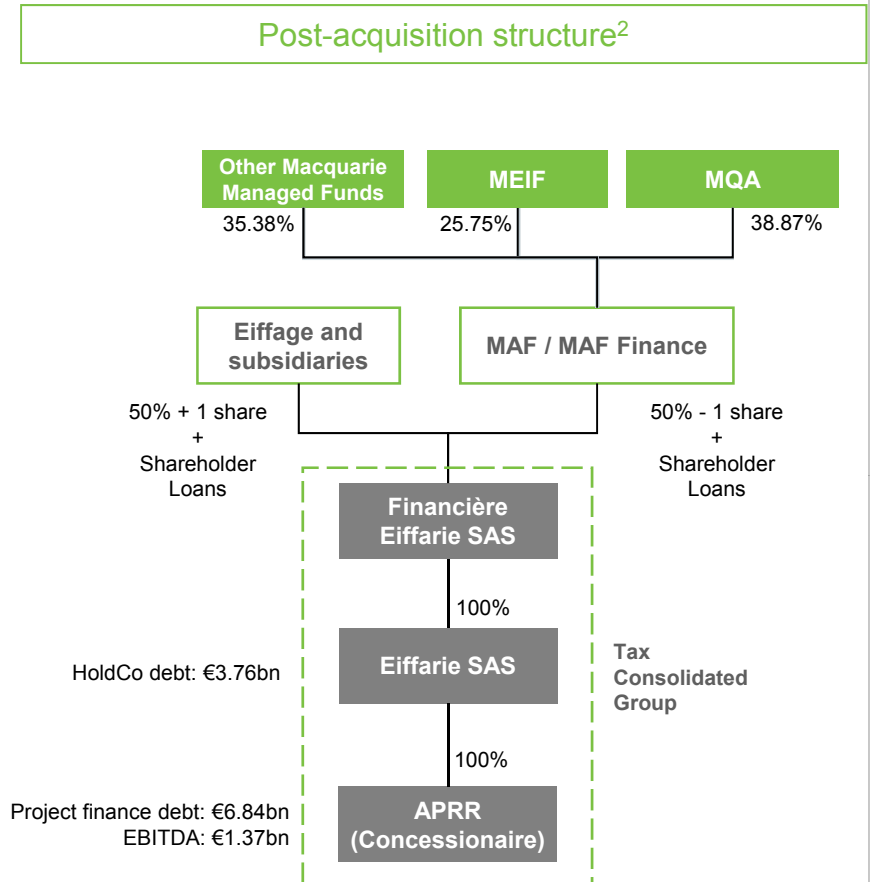 Post-acquisition structure²
Other Macquarie
Managed Funds
MEIF
MQA
35.38%
25.75%
38.87%
Eiffage and
subsidiaries
MAF / MAF Finance
50% + 1 share
+
Shareholder
Loans
50% - 1 share
+
Shareholder
Loans
Financière
Eiffarie SAS
100%
HoldCo debt: €3.76bn
Eiffarie SAS
Tax
Consolidated
Group
100%
Project finance debt: €6.84bn
EBITDA: €1.37bn
APRR
(Concessionaire)